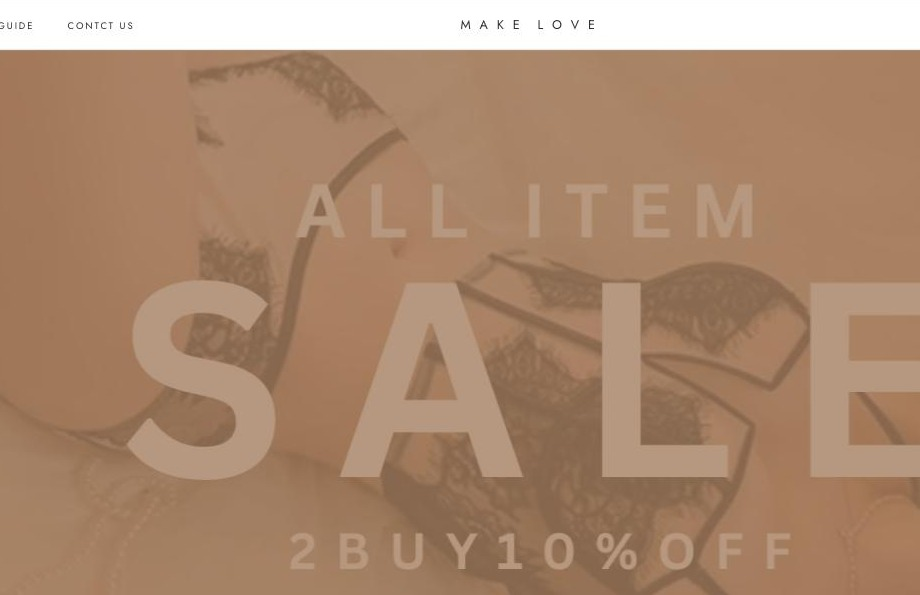 GUIDE CONTCT US MAKE LOVE
ALL ITEM
SALE
2BUY10%OFF